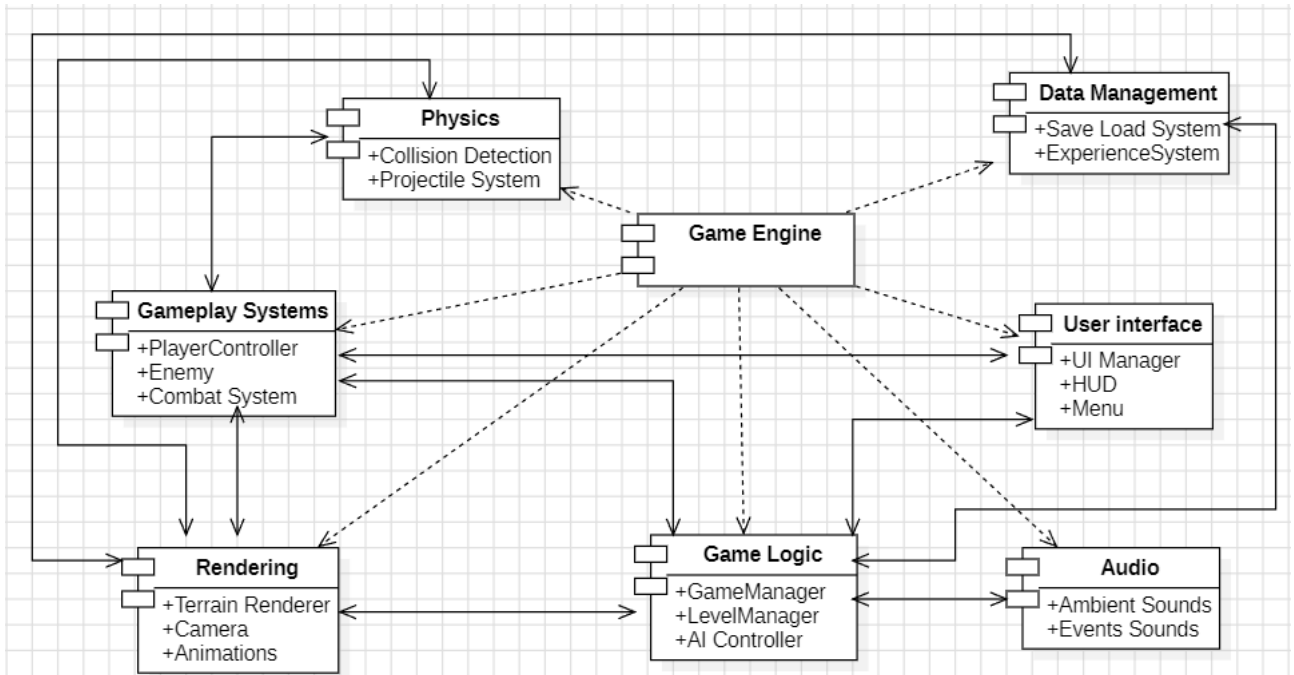 Physics
+Collision Detection
+Projectile System
Data Management
+Save Load System
+ExperienceSystem
Game Engine
Gameplay Systems
+PlayerController
+Enemy
+Combat System
User interface
+UI Manager
+HUD
+Menu
Rendering
+Terrain Renderer
+Camera
+Animations
Game Logic
+GameManager
+LevelManager
+AI Controller
Audio
+Ambient Sounds
+Events Sounds